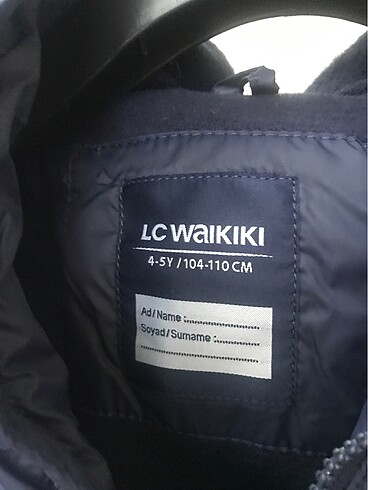 LC WAIKIKI
4-5Y / 104-110 CM
Ad / Name :........................
Soyad / Surname :..............
........................................